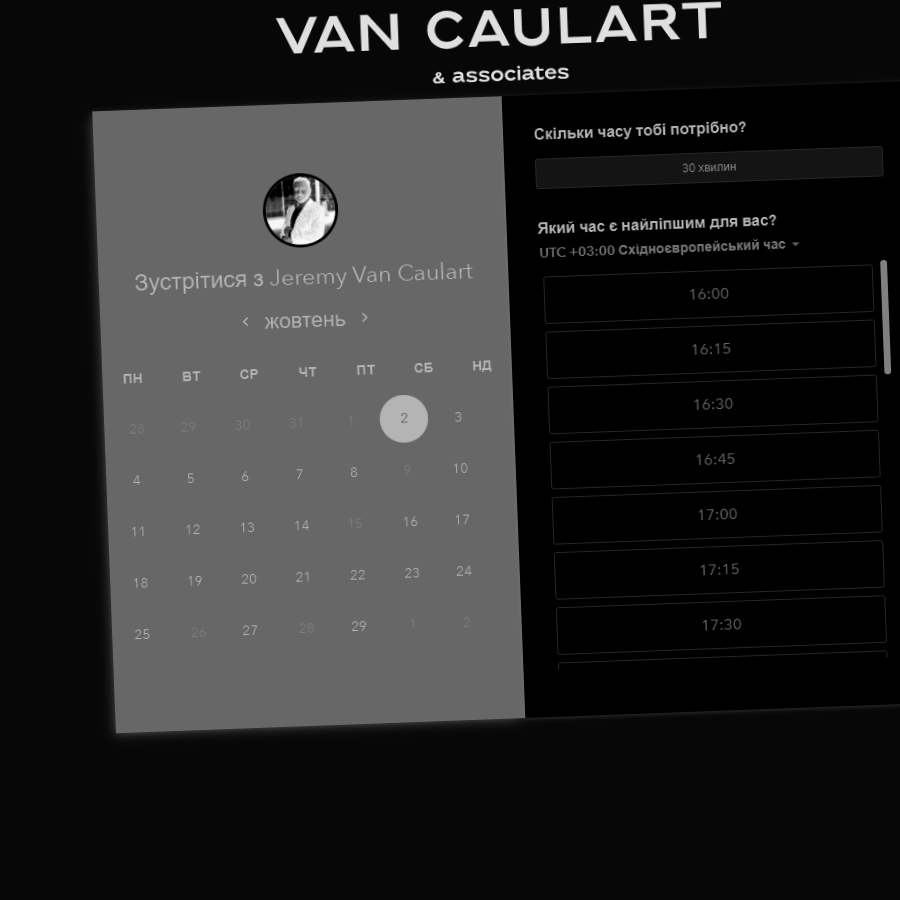 VAN CAULART
& associates
Зустрітися з Jeremy Van Caulart
‹ жовтень ›
ПН ВТ СР ЧТ ПТ СБ НД
28 29 30 31 1 2 3
4 5 6 7 8 9 10
11 12 13 14 15 16 17
18 19 20 21 22 23 24
25 26 27 28 29 1 2
Скільки часу тобі потрібно?
30 хвилин
Який час є найліпшим для вас?
UTC +03:00 Східноєвропейський час
16:00
16:15
16:30
16:45
17:00
17:15
17:30